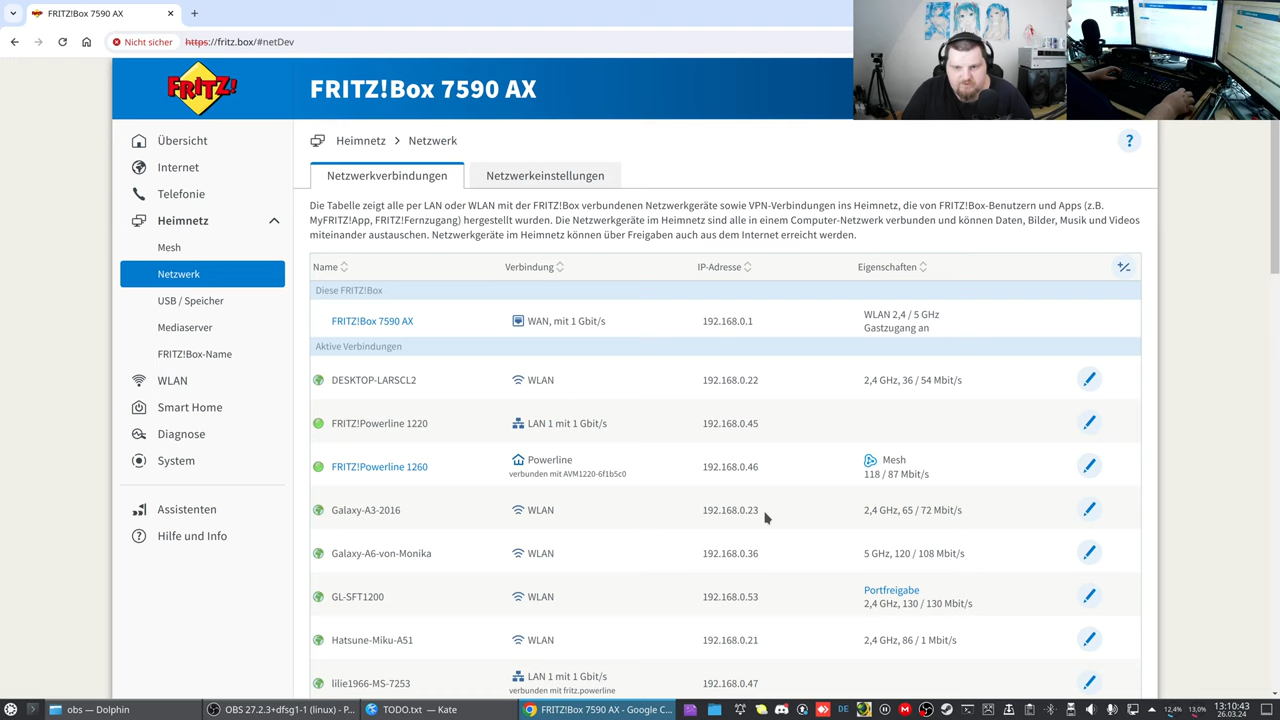 FRITZ!Box 7590 AX
Nicht sicher https://fritz.box/#netDev
FRITZ!
FRITZ!Box 7590 AX
Übersicht
Internet
Telefonie
Heimnetz
Mesh
Netzwerk
USB / Speicher
Mediaserver
FRITZ!Box-Name
WLAN
Smart Home
Diagnose
System
Assistenten
Hilfe und Info
Heimnetz > Netzwerk
?
Netzwerkverbindungen Netzwerkeinstellungen
Die Tabelle zeigt alle per LAN oder WLAN mit der FRITZ!Box verbundenen Netzwerkgeräte sowie VPN-Verbindungen ins Heimnetz, die von FRITZ!Box-Benutzern und Apps (z.B.
MyFRITZ!App, FRITZ!Fernzugang) hergestellt wurden. Die Netzwerkgeräte im Heimnetz sind alle in einem Computer-Netzwerk verbunden und können Daten, Bilder, Musik und Videos
miteinander austauschen. Netzwerkgeräte im Heimnetz können über Freigaben auch aus dem Internet erreicht werden.
Name Verbindung IP-Adresse Eigenschaften
Diese FRITZ!Box
FRITZ!Box 7590 AX WAN, mit 1 Gbit/s 192.168.0.1 WLAN 2,4 / 5 GHz
Gastzugang an
Aktive Verbindungen
DESKTOP-LARSCL2 WLAN 192.168.0.22 2,4 GHz, 36 / 54 Mbit/s
FRITZ!Powerline 1220 LAN 1 mit 1 Gbit/s 192.168.0.45
FRITZ!Powerline 1260 Powerline 192.168.0.46 Mesh
verbunden mit AVM1220-6f1b5c0 118 / 87 Mbit/s
Galaxy-A3-2016 WLAN 192.168.0.23 2,4 GHz, 65 / 72 Mbit/s
Galaxy-A6-von-Monika WLAN 192.168.0.36 5 GHz, 120 / 108 Mbit/s
GL-SFT1200 WLAN 192.168.0.53 Portfreigabe
2,4 GHz, 130 / 130 Mbit/s
Hatsune-Miku-A51 WLAN 192.168.0.21 2,4 GHz, 86 / 1 Mbit/s
lilie1966-MS-7253 LAN 1 mit 1 Gbit/s 192.168.0.47
verbunden mit fritz.powerline
obs — Dolphin OBS 27.2.3+dfsg1-1 (linux) - P... TODO.txt — Kate FRITZ!Box 7590 AX - Google C... DE 12,4% 13,0% 13:10:43
26.03.24